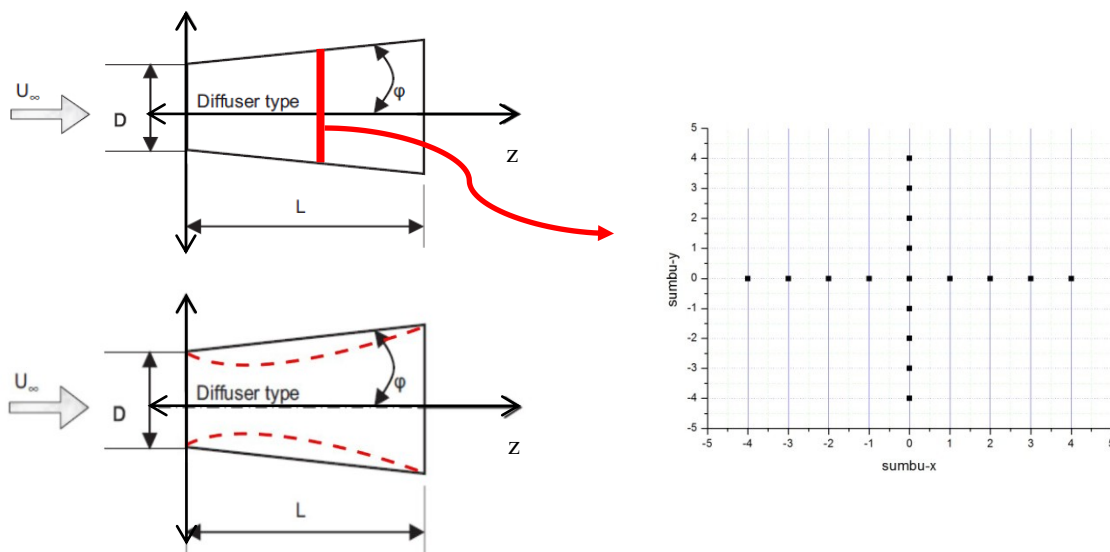 U∞
D
Diffuser type
φ
z
L
U∞
D
Diffuser type
φ
z
L
sumbu-y
5
4
3
2
1
0
-1
-2
-3
-4
-5
-5 -4 -3 -2 -1 0 1 2 3 4 5
sumbu-x